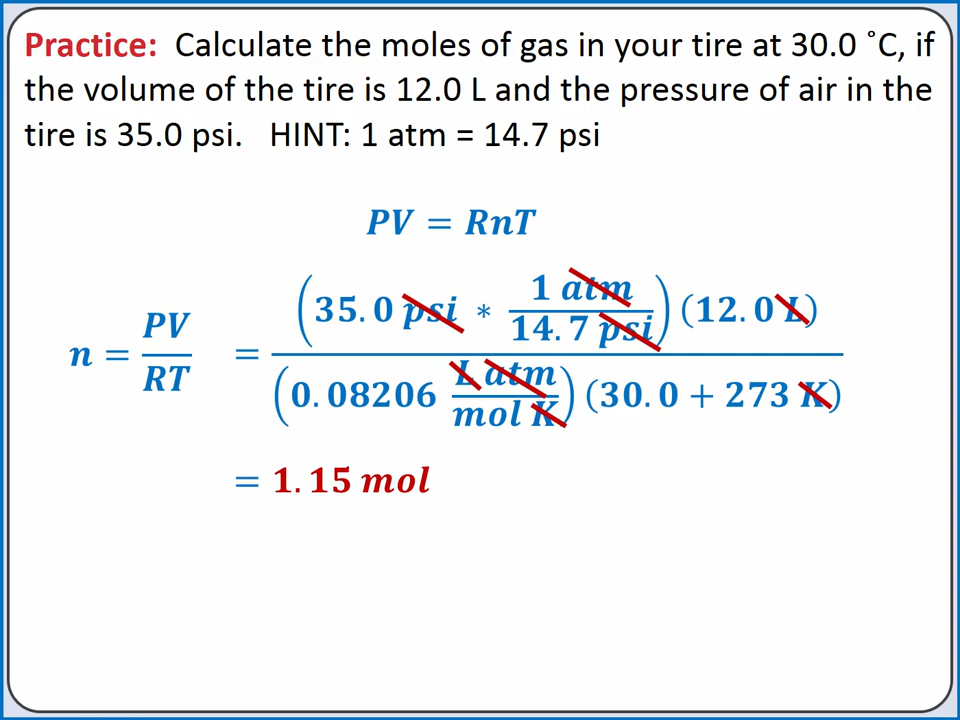 Practice: Calculate the moles of gas in your tire at 30.0 ˚C, if
the volume of the tire is 12.0 L and the pressure of air in the
tire is 35.0 psi. HINT: 1 atm = 14.7 psi
PV = RnT
n = PV/RT = (35.0 psi * 1 atm/14.7 psi)(12.0 L)/(0.08206 L atm/mol K)(30.0 + 273 K)
= 1.15 mol